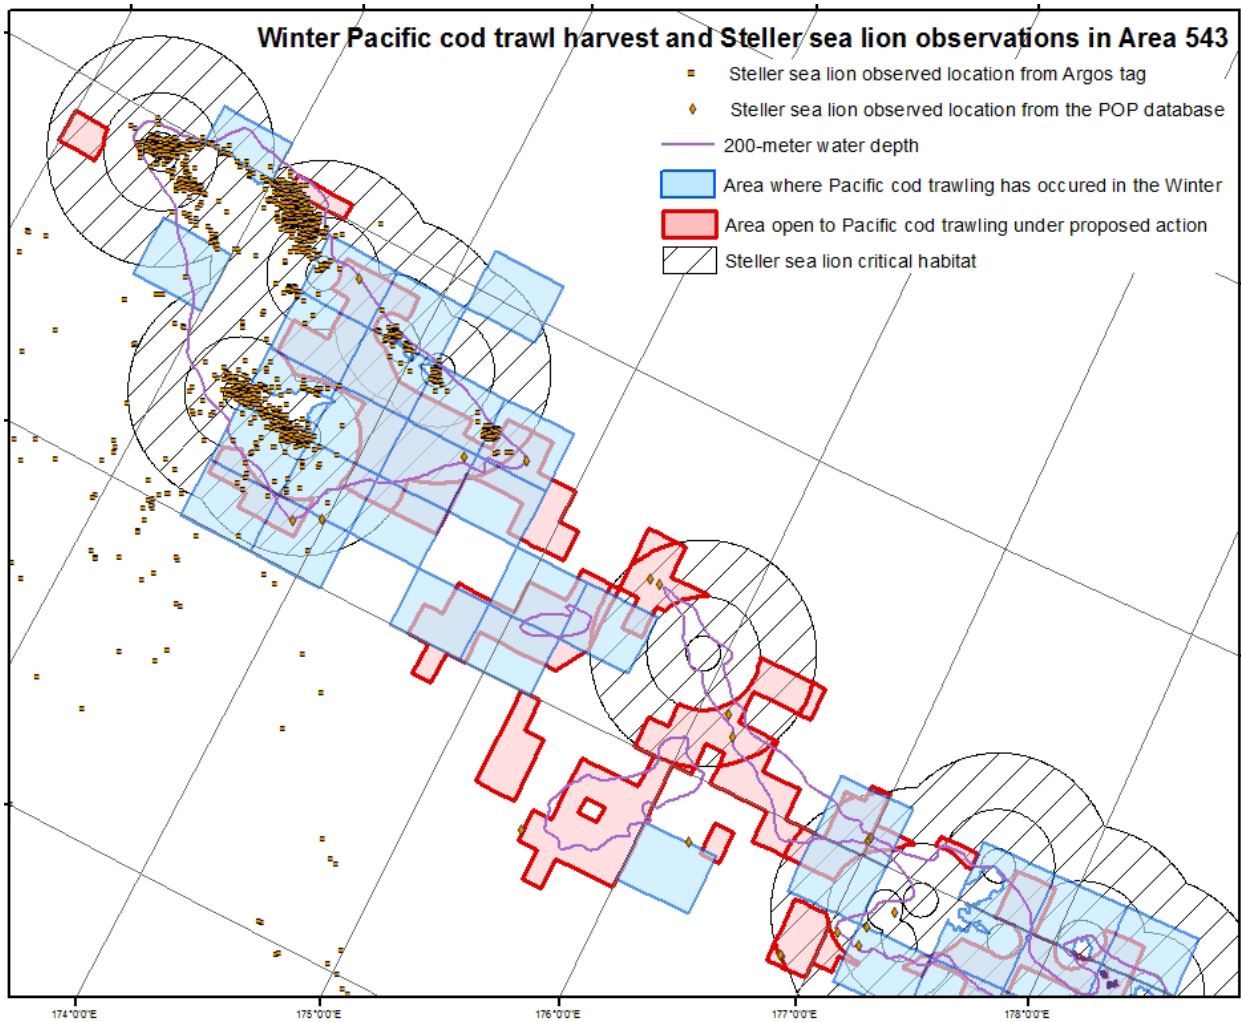 Winter Pacific cod trawl harvest and Steller sea lion observations in Area 543
Steller sea lion observed location from Argos tag
Steller sea lion observed location from the POP database
200-meter water depth
Area where Pacific cod trawling has occured in the Winter
Area open to Pacific cod trawling under proposed action
Steller sea lion critical habitat
174°0'0"E 175°0'0"E 176°0'0"E 177°0'0"E 178°0'0"E